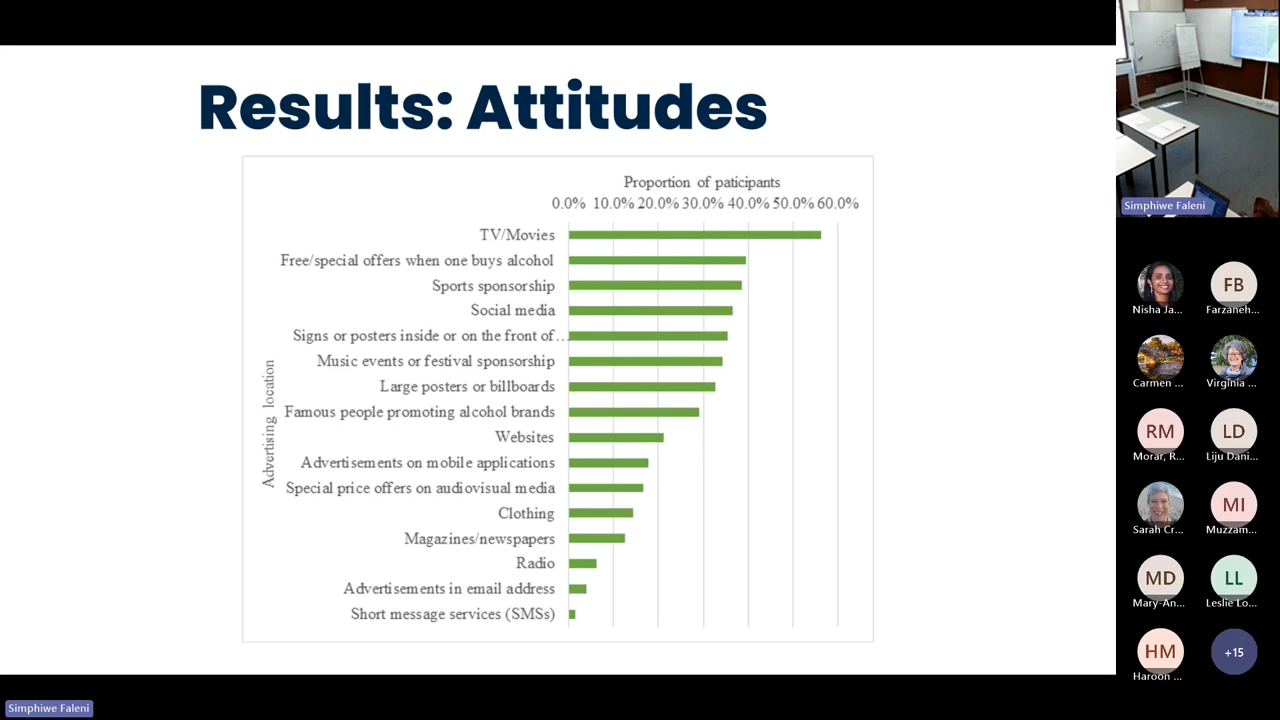 Results: Attitudes
Proportion of paticipants
0.0% 10.0% 20.0% 30.0% 40.0% 50.0% 60.0%
Advertising location
TV/Movies
Free/special offers when one buys alcohol
Sports sponsorship
Social media
Signs or posters inside or on the front of…
Music events or festival sponsorship
Large posters or billboards
Famous people promoting alcohol brands
Websites
Advertisements on mobile applications
Special price offers on audiovisual media
Clothing
Magazines/newspapers
Radio
Advertisements in email address
Short message services (SMSs)
Simphiwe Faleni
Simphiwe Faleni
FB
Nisha Ja...
Farzaneh...
Carmen ...
Virginia ...
RM
LD
Morar, R...
Liju Dani...
MI
Sarah Cr...
Muzzam...
MD
LL
Mary-An...
Leslie Lo...
HM
+15
Haroon ...